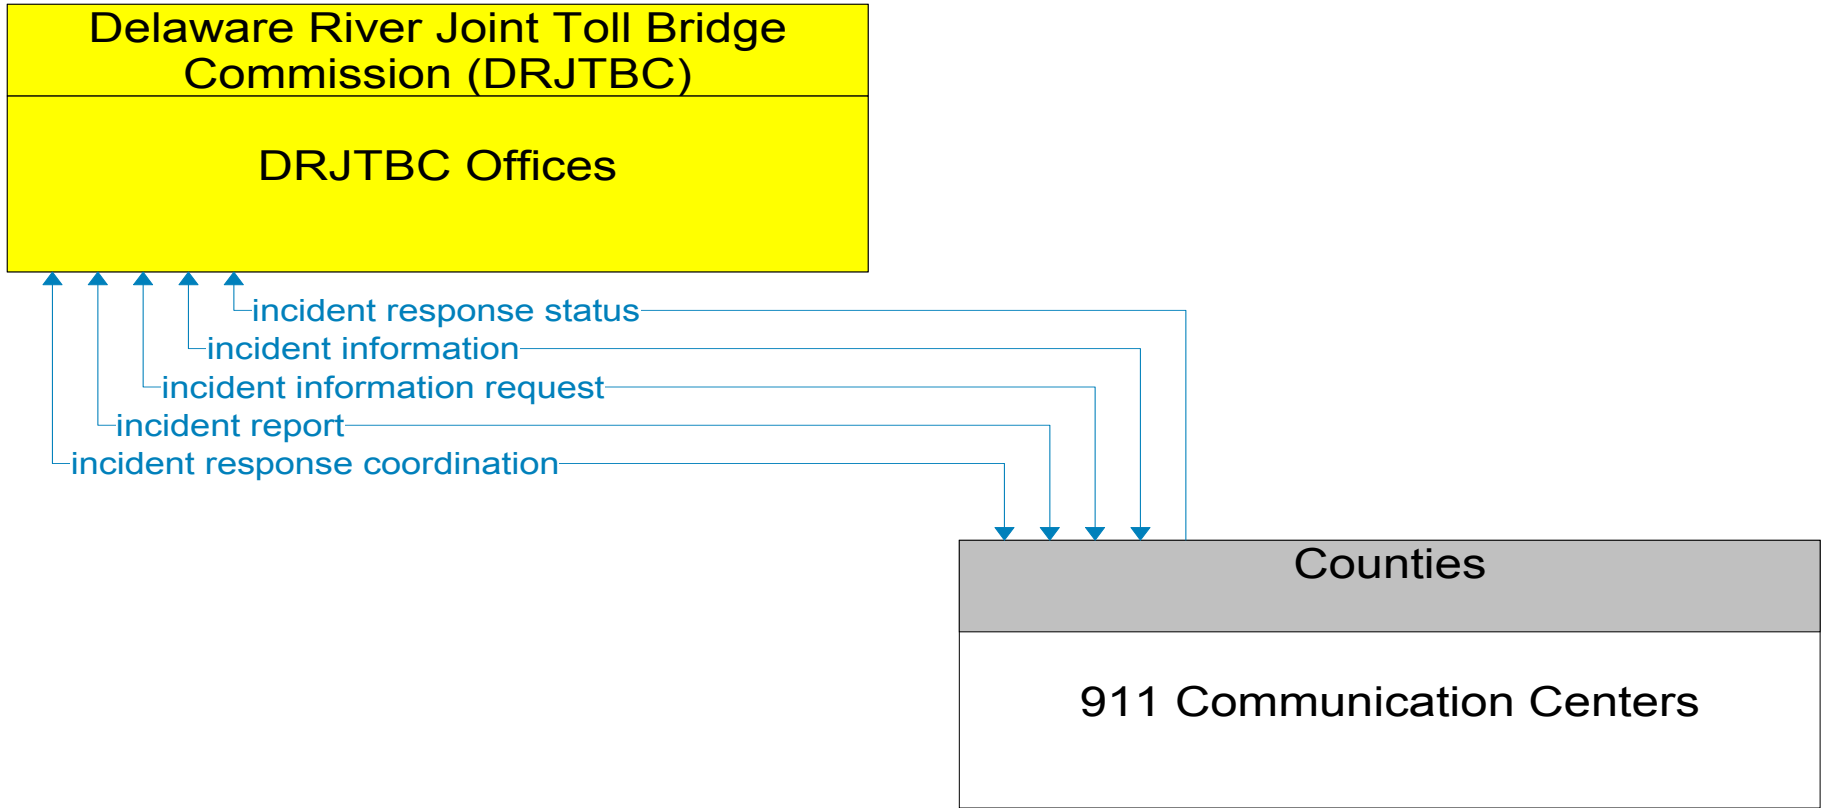 Delaware River Joint Toll Bridge
Commission (DRJTBC)
DRJTBC Offices
incident response status
incident information
incident information request
incident report
incident response coordination
Counties
911 Communication Centers